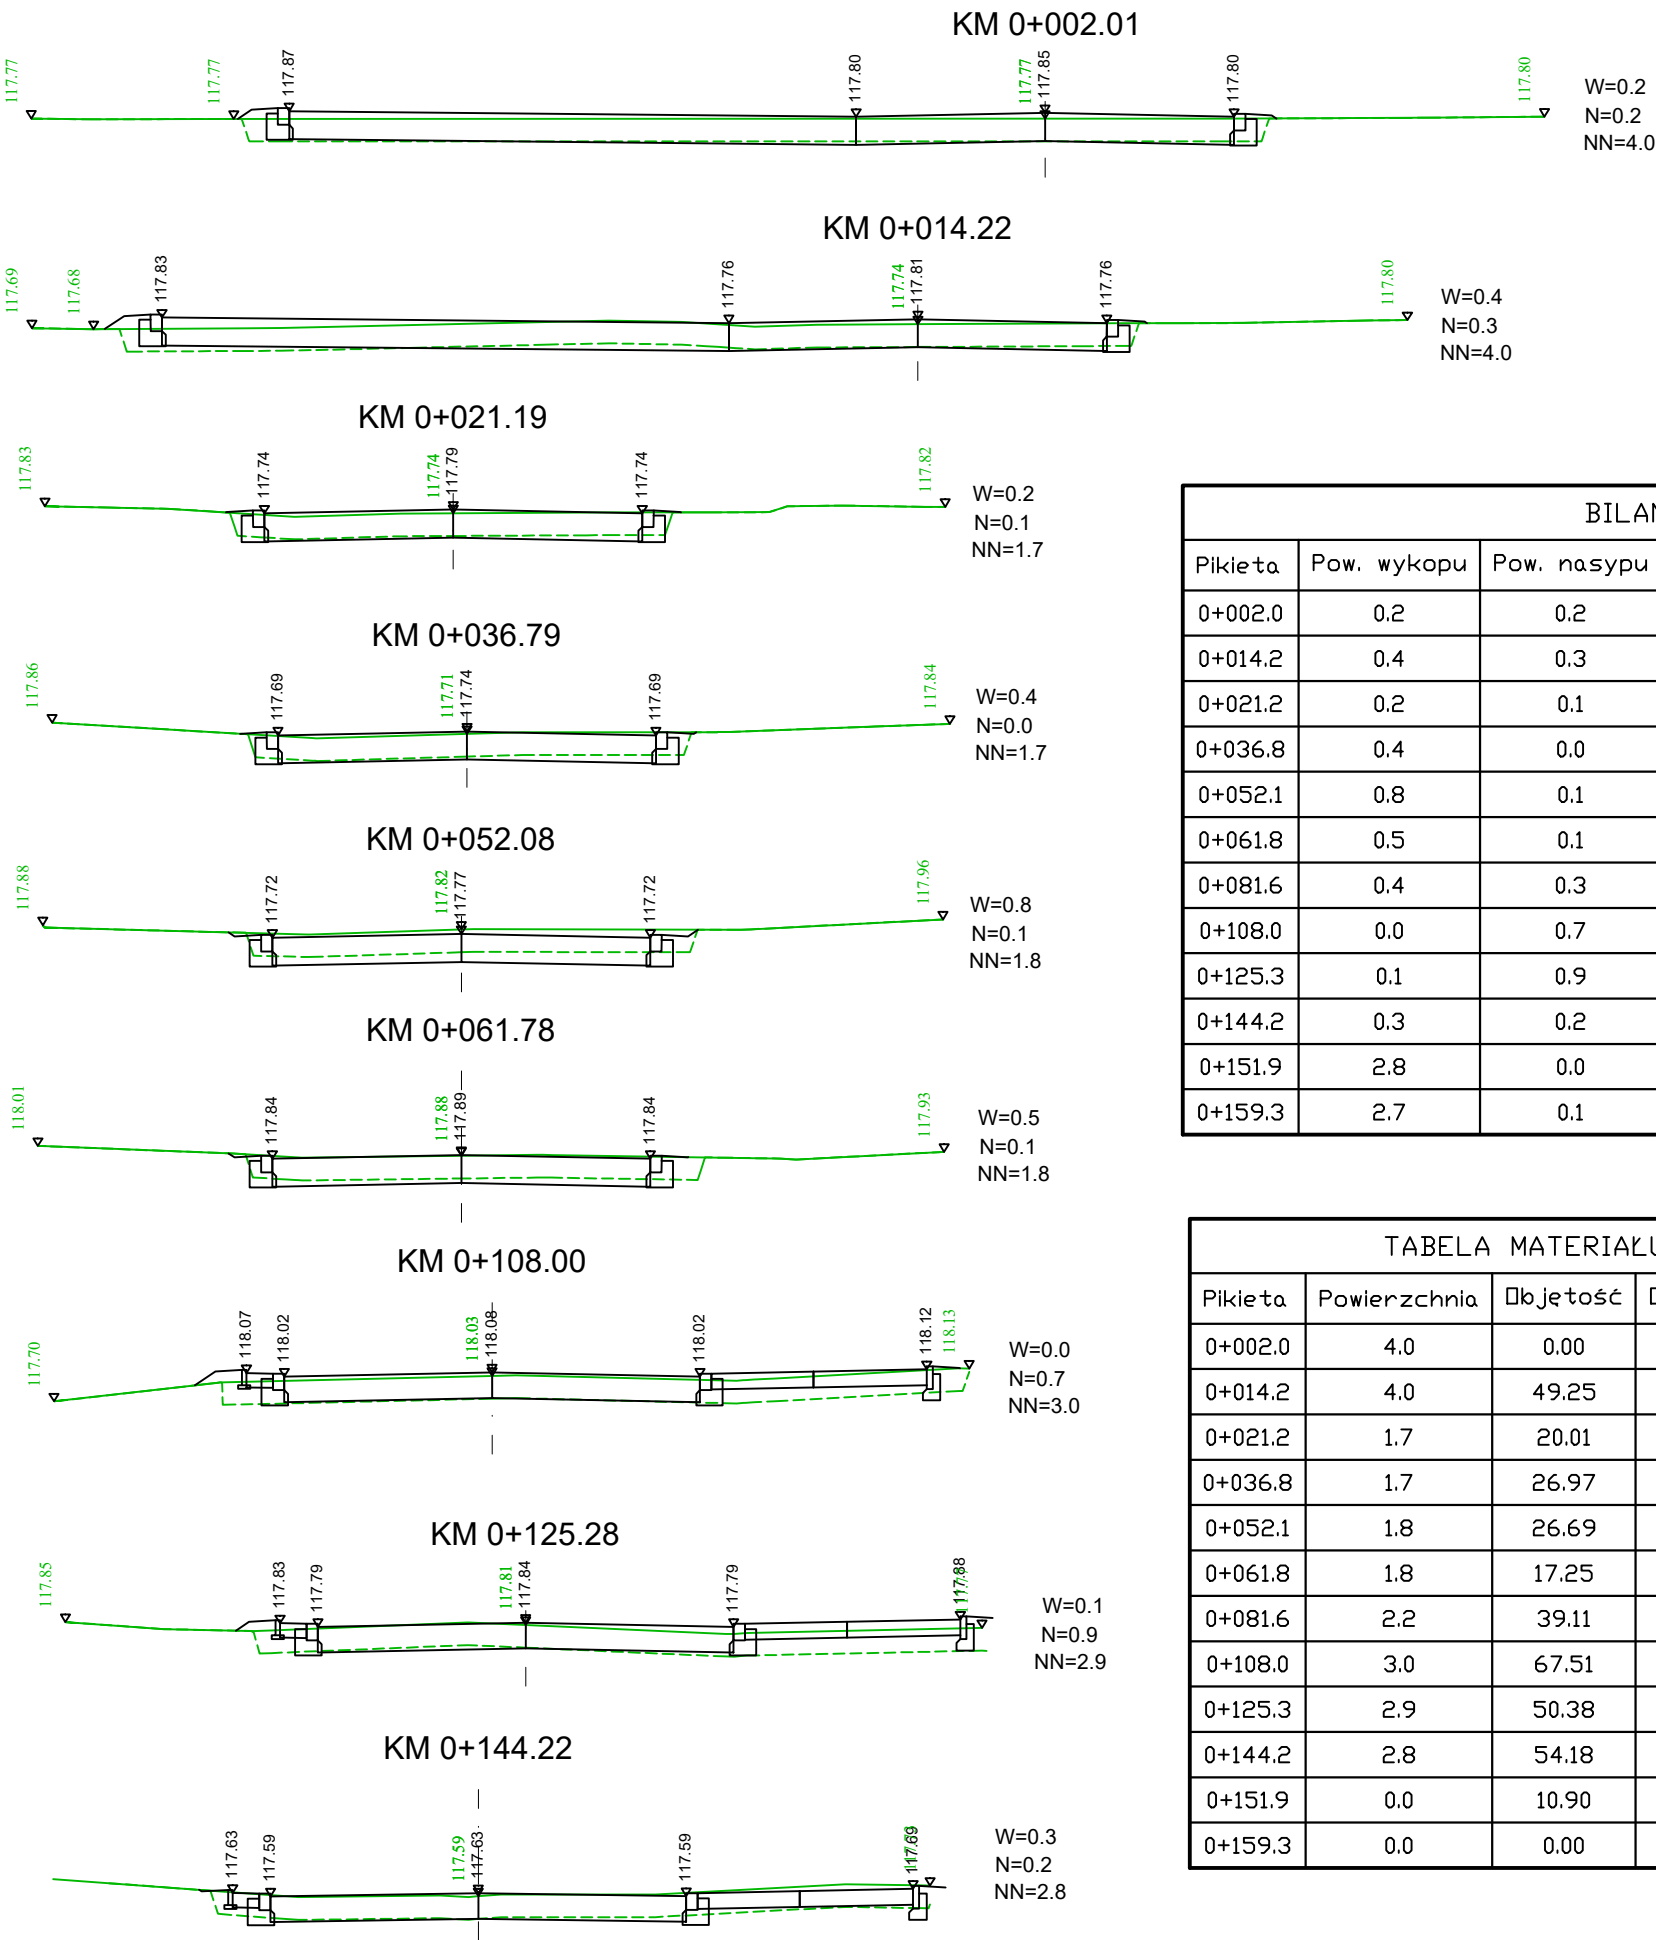 KM 0+002.01
117.77
117.77
117.87
117.80
117.77
117.85
117.80
117.80
W=0.2
N=0.2
NN=4.0
KM 0+014.22
117.69
117.68
117.83
117.76
117.74
117.81
117.76
117.80
W=0.4
N=0.3
NN=4.0
KM 0+021.19
117.83
117.74
117.74
117.79
117.74
117.82
W=0.2
N=0.1
NN=1.7
KM 0+036.79
117.86
117.69
117.71
117.74
117.69
117.84
W=0.4
N=0.0
NN=1.7
KM 0+052.08
117.88
117.72
117.82
117.77
117.72
117.96
W=0.8
N=0.1
NN=1.8
KM 0+061.78
118.01
117.84
117.88
117.89
117.84
117.93
W=0.5
N=0.1
NN=1.8
KM 0+108.00
117.70
118.07
118.02
118.03
118.08
118.02
118.12
118.13
W=0.0
N=0.7
NN=3.0
KM 0+125.28
117.85
117.83
117.79
117.81
117.84
117.79
117.88
W=0.1
N=0.9
NN=2.9
KM 0+144.22
117.63
117.59
117.59
117.63
117.59
117.69
W=0.3
N=0.2
NN=2.8
Pikieta Pow. wykopu Pow. nasypu
0+002.0 0.2 0.2
0+014.2 0.4 0.3
0+021.2 0.2 0.1
0+036.8 0.4 0.0
0+052.1 0.8 0.1
0+061.8 0.5 0.1
0+081.6 0.4 0.3
0+108.0 0.0 0.7
0+125.3 0.1 0.9
0+144.2 0.3 0.2
0+151.9 2.8 0.0
0+159.3 2.7 0.1
TABELA MATERIAŁU
Pikieta Powierzchnia Objętość
0+002.0 4.0 0.00
0+014.2 4.0 49.25
0+021.2 1.7 20.01
0+036.8 1.7 26.97
0+052.1 1.8 26.69
0+061.8 1.8 17.25
0+081.6 2.2 39.11
0+108.0 3.0 67.51
0+125.3 2.9 50.38
0+144.2 2.8 54.18
0+151.9 0.0 10.90
0+159.3 0.0 0.00